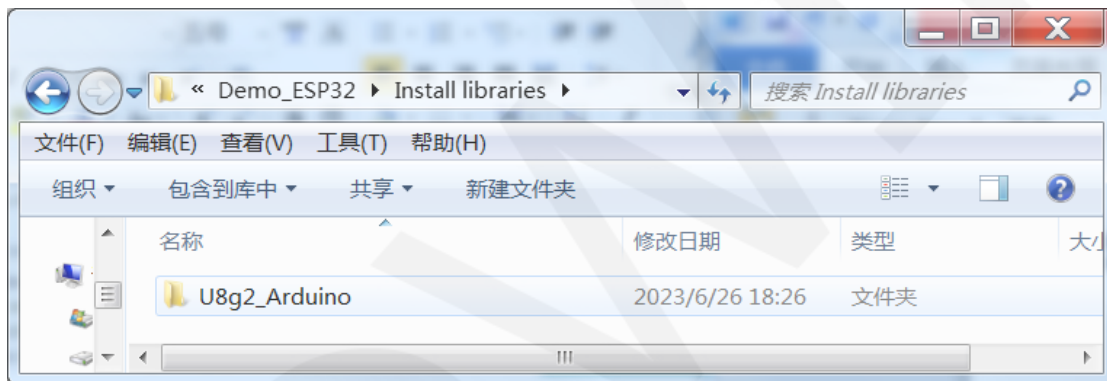 « Demo_ESP32 ▸ Install libraries ▸ 搜索 Install libraries
文件(F) 编辑(E) 查看(V) 工具(T) 帮助(H)
组织 包含到库中 共享 新建文件夹
名称 修改日期 类型
U8g2_Arduino 2023/6/26 18:26 文件夹